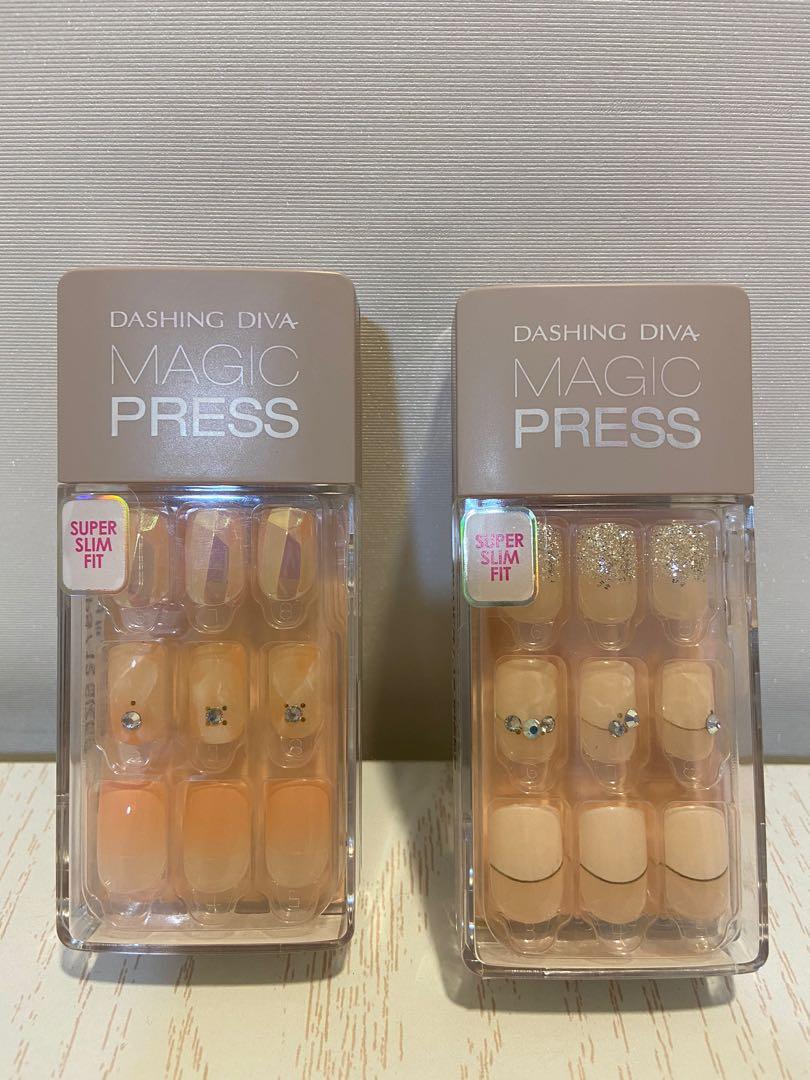 DASHING DIVA
MAGIC
PRESS
SUPER
SLIM
FIT
DASHING DIVA
MAGIC
PRESS
SUPER
SLIM
FIT